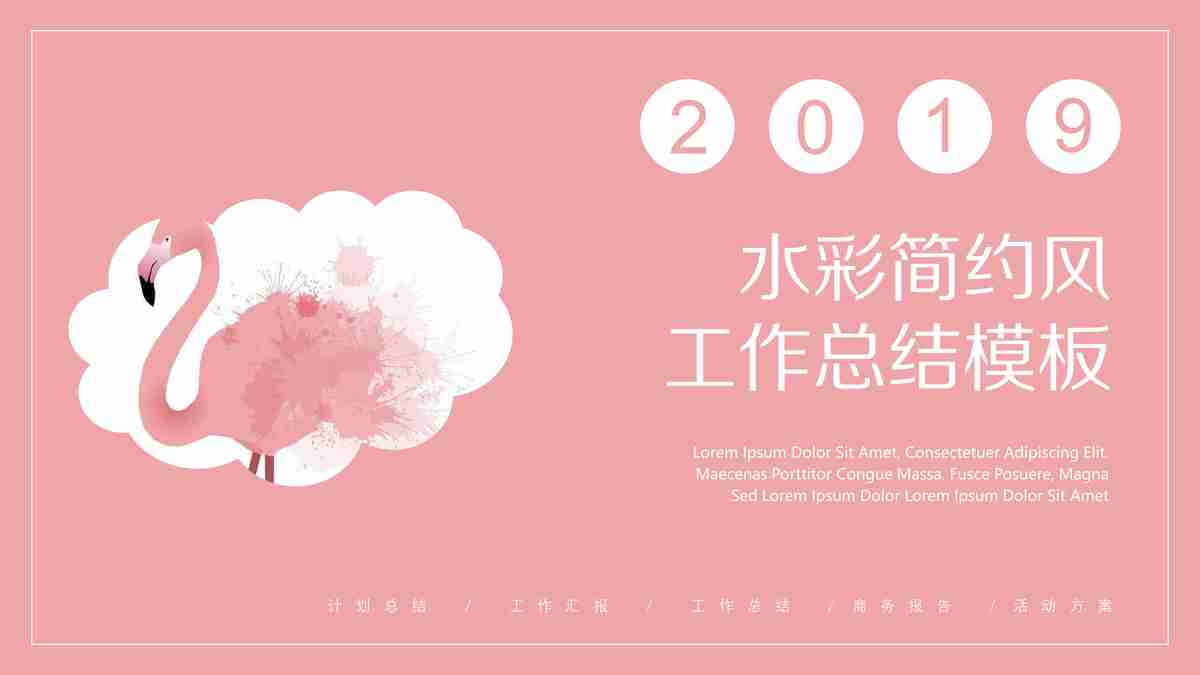 2019
水彩简约风
工作总结模板
Lorem Ipsum Dolor Sit Amet, Consectetuer Adipiscing Elit.
Maecenas Porttitor Congue Massa. Fusce Posuere, Magna
Sed Lorem Ipsum Dolor Lorem Ipsum Dolor Sit Amet
计划总结 / 工作汇报 / 工作总结 / 商务报告 / 活动方案